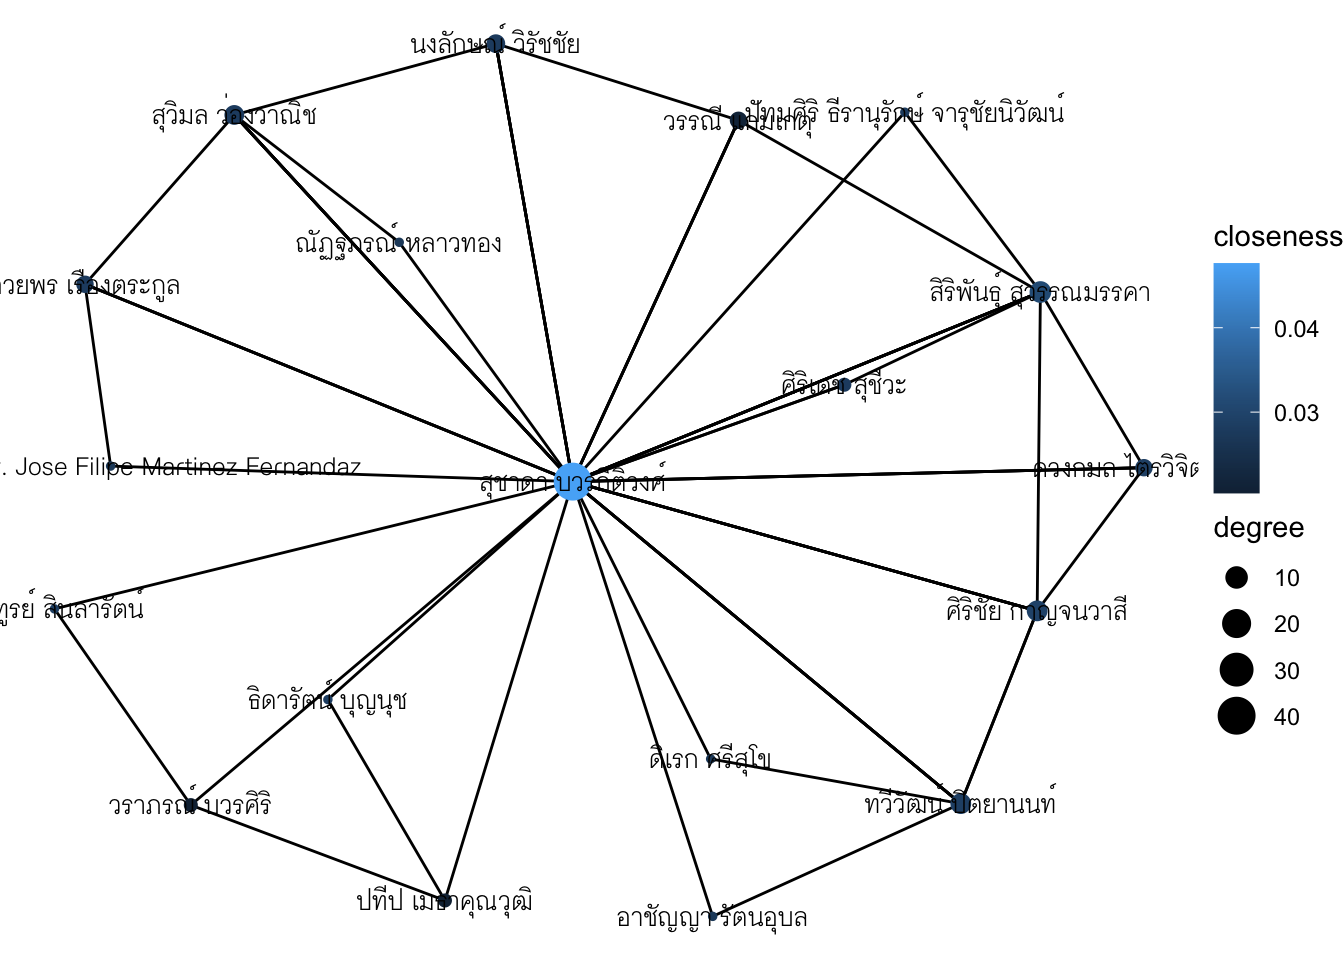 นงลักษณ์ วิรัชชัย
สุวิมล ว่องวาณิช
วรรณี แกมเกตุ
ปัทมศิริ ธีรานุรักษ์ จารุชัยนิวัฒน์
ณัฏฐภรณ์ หลาวทอง
วยพร เรืองตระกูล
สิริพันธุ์ สุวรรณมรรคา
ศิริเดช สุชีวะ
. Jose Filipe Martinoz Fernandaz
สุชาดา บวรกิติวงศ์
ดวงกมล ไตรวิจิต
ทูรย์ สินลารัตน์
ศิริชัย กาญจนวาสี
ธิดารัตน์ บุญนุช
ดิเรก ศรีสุโข
วราภรณ์ บวรศิริ
ทวีวัฒน์ ปิตยานนท์
ปทีป เมธาคุณวุฒิ
อาชัญญา รัตนอุบล
closeness
0.04
0.03
degree
10
20
30
40